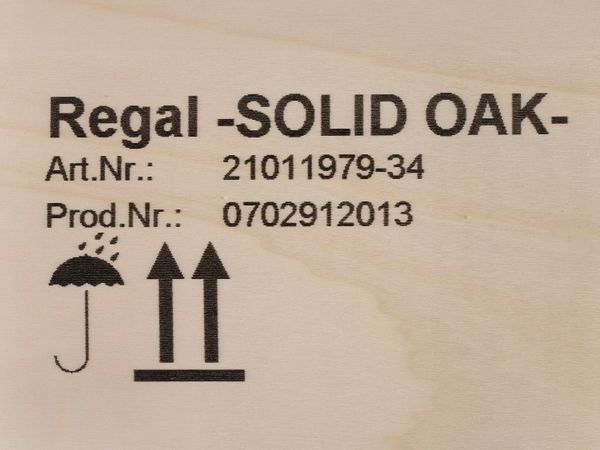 Regal -SOLID OAK-
Art.Nr.: 21011979-34
Prod.Nr.: 0702912013